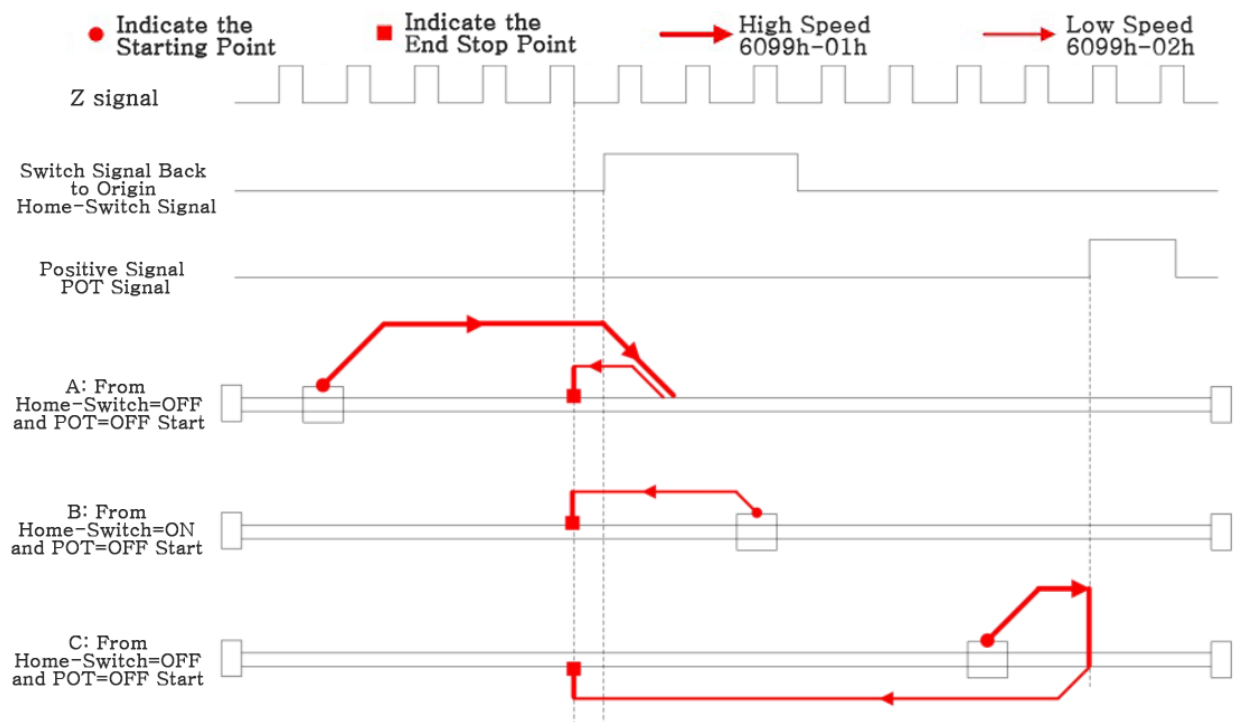 Indicate the
Starting Point
Indicate the
End Stop Point
High Speed
6099h-01h
Low Speed
6099h-02h
Z signal
Switch Signal Back
to Origin
Home-Switch Signal
Positive Signal
POT Signal
A: From
Home-Switch=OFF
and POT=OFF Start
B: From
Home-Switch=ON
and POT=OFF Start
C: From
Home-Switch=OFF
and POT=OFF Start